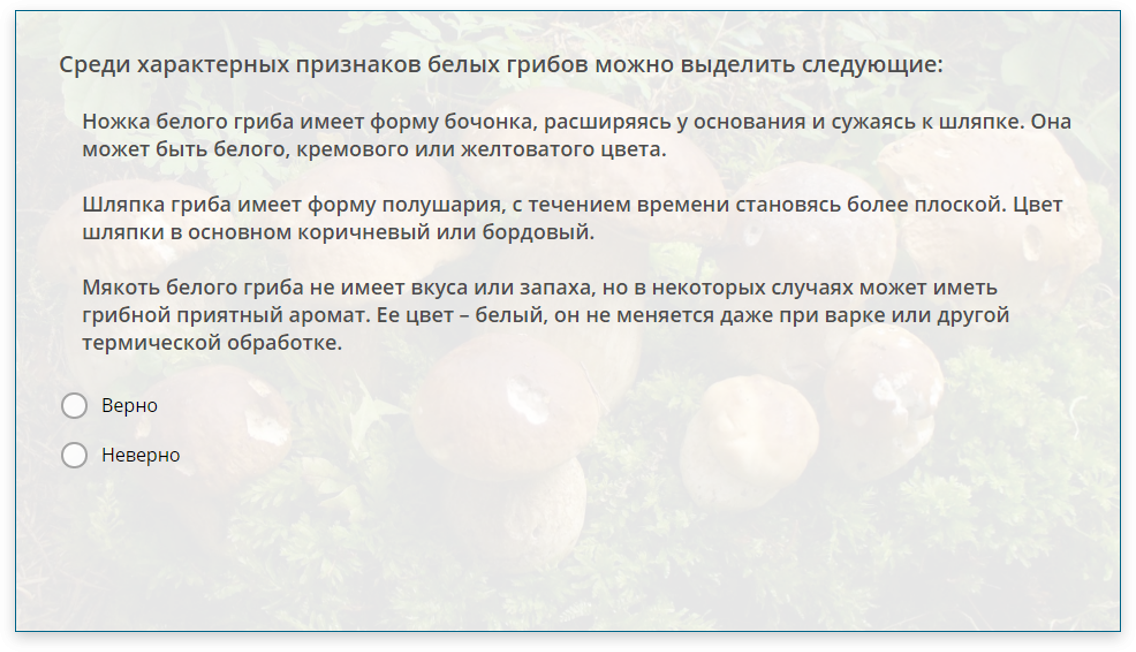 Среди характерных признаков белых грибов можно выделить следующие:
Ножка белого гриба имеет форму бочонка, расширяясь у основания и сужаясь к шляпке. Она
может быть белого, кремового или желтоватого цвета.
Шляпка гриба имеет форму полушария, с течением времени становясь более плоской. Цвет
шляпки в основном коричневый или бордовый.
Мякоть белого гриба не имеет вкуса или запаха, но в некоторых случаях может иметь
грибной приятный аромат. Ее цвет – белый, он не меняется даже при варке или другой
термической обработке.
Верно
Неверно